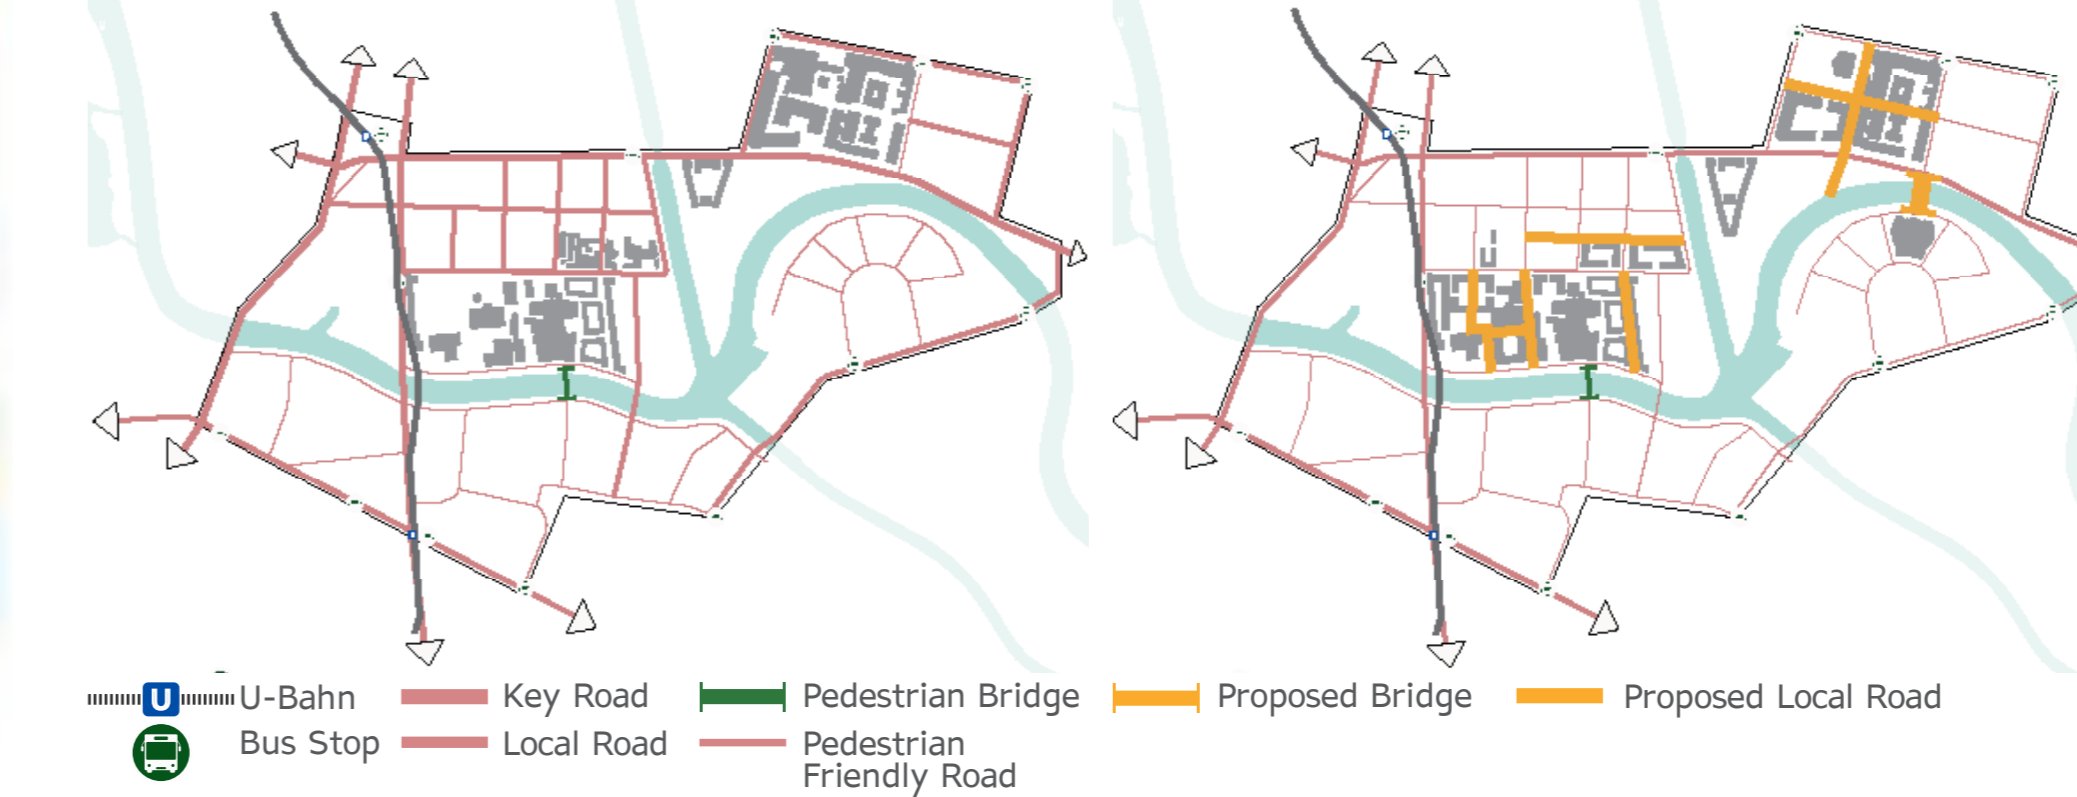 U U-Bahn
Key Road
Pedestrian Bridge
Proposed Bridge
Proposed Local Road
Bus Stop
Local Road
Pedestrian
Friendly Road